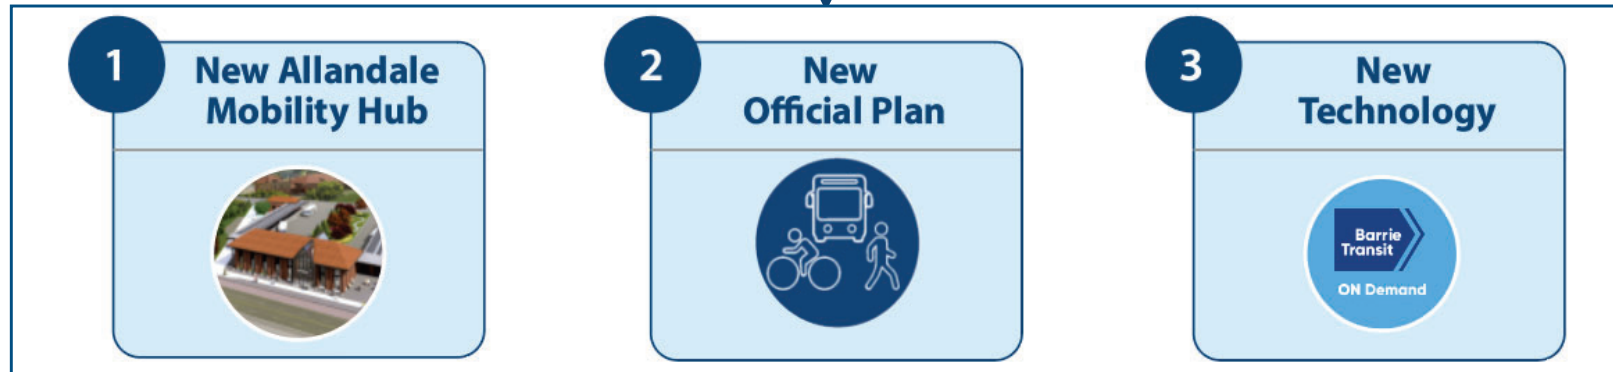 1
New Allandale
Mobility Hub
2
New
Official Plan
3
New
Technology
Barrie
Transit
ON Demand